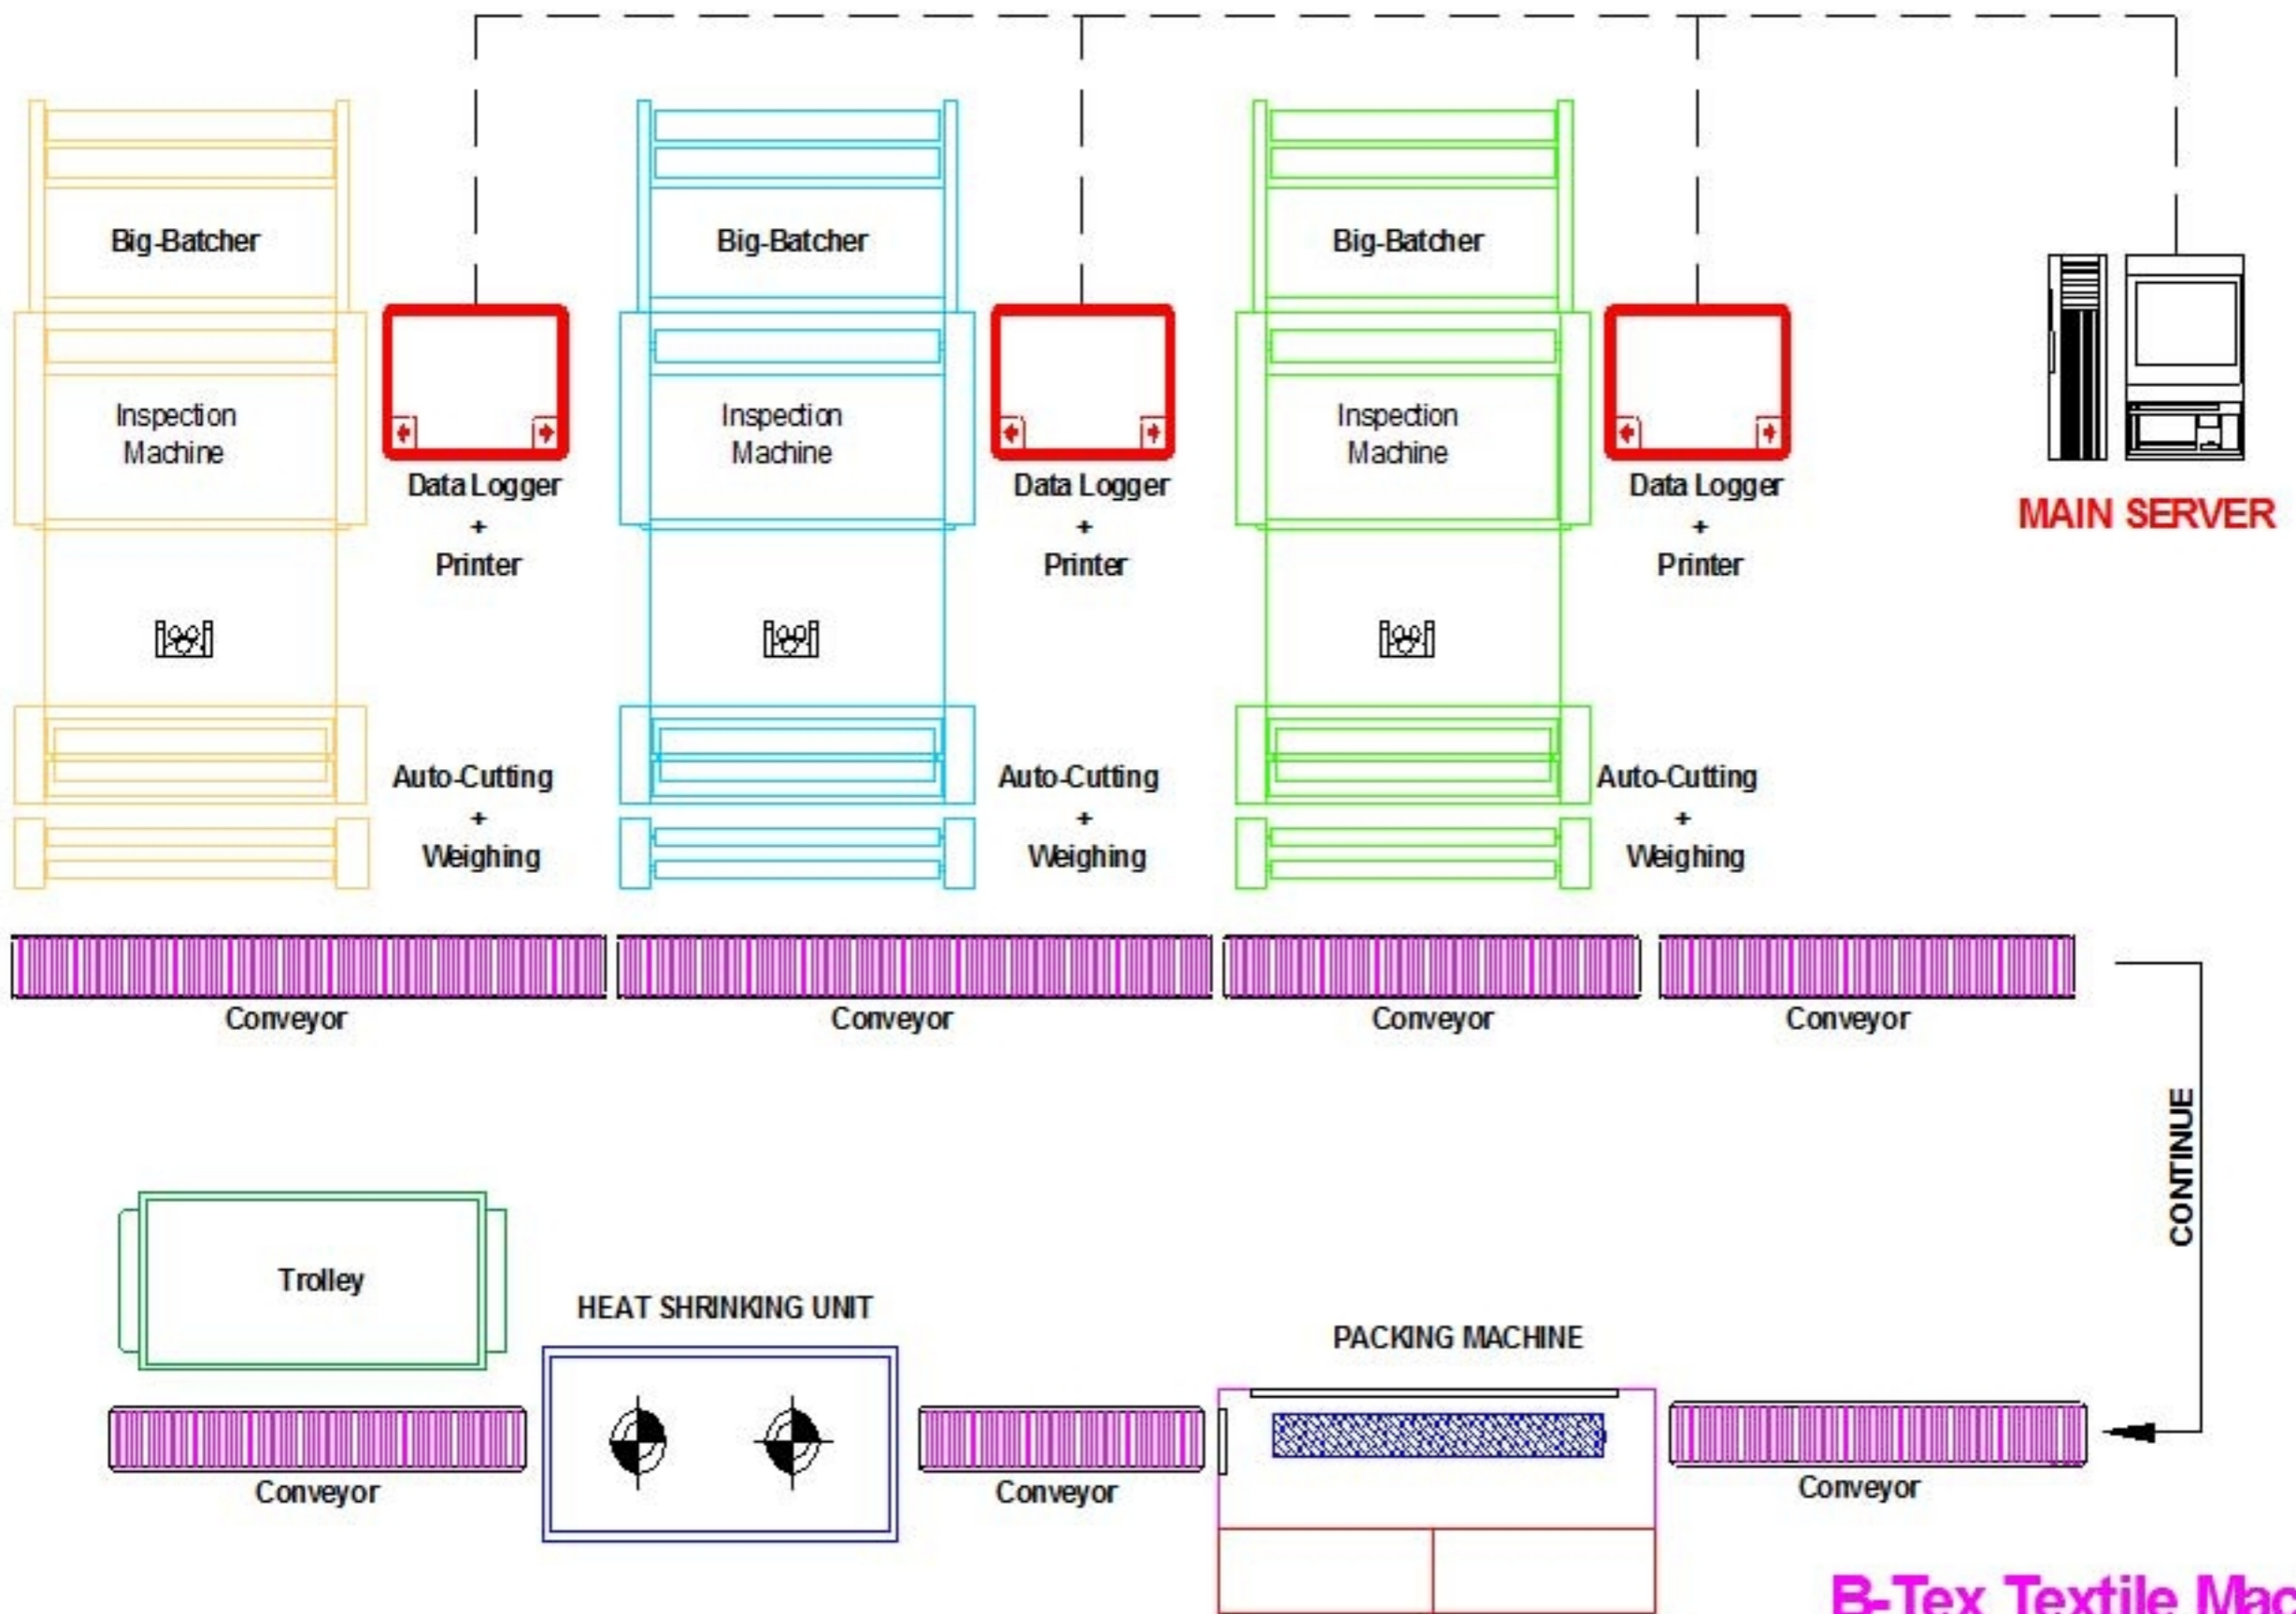 Big-Batcher
Big-Batcher
Big-Batcher
Inspection
Machine
Inspection
Machine
Inspection
Machine
Data Logger
+
Printer
Data Logger
+
Printer
Data Logger
+
Printer
MAIN SERVER
Auto-Cutting
+
Weighing
Auto-Cutting
+
Weighing
Auto-Cutting
+
Weighing
Conveyor
Conveyor
Conveyor
Conveyor
CONTINUE
Trolley
HEAT SHRINKING UNIT
PACKING MACHINE
Conveyor
Conveyor
Conveyor
B-Tex Textile Mac